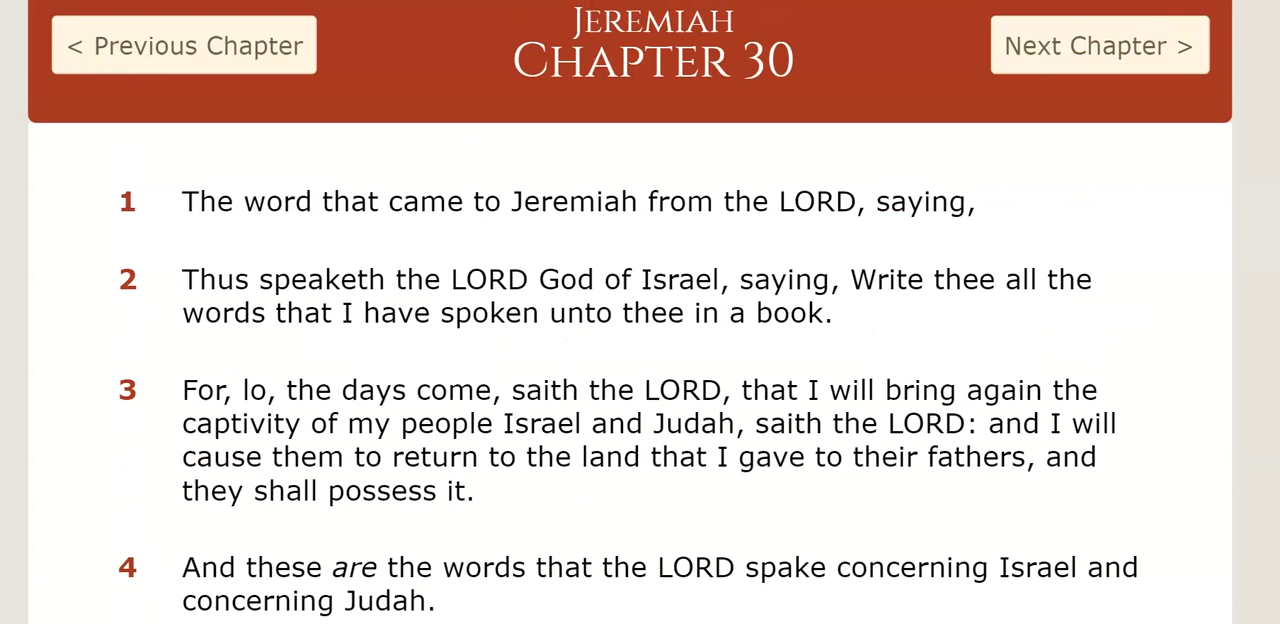 < Previous Chapter
JEREMIAH
CHAPTER 30
Next Chapter >
1 The word that came to Jeremiah from the LORD, saying,
2 Thus speaketh the LORD God of Israel, saying, Write thee all the
words that I have spoken unto thee in a book.
3 For, lo, the days come, saith the LORD, that I will bring again the
captivity of my people Israel and Judah, saith the LORD: and I will
cause them to return to the land that I gave to their fathers, and
they shall possess it.
4 And these are the words that the LORD spake concerning Israel and
concerning Judah.